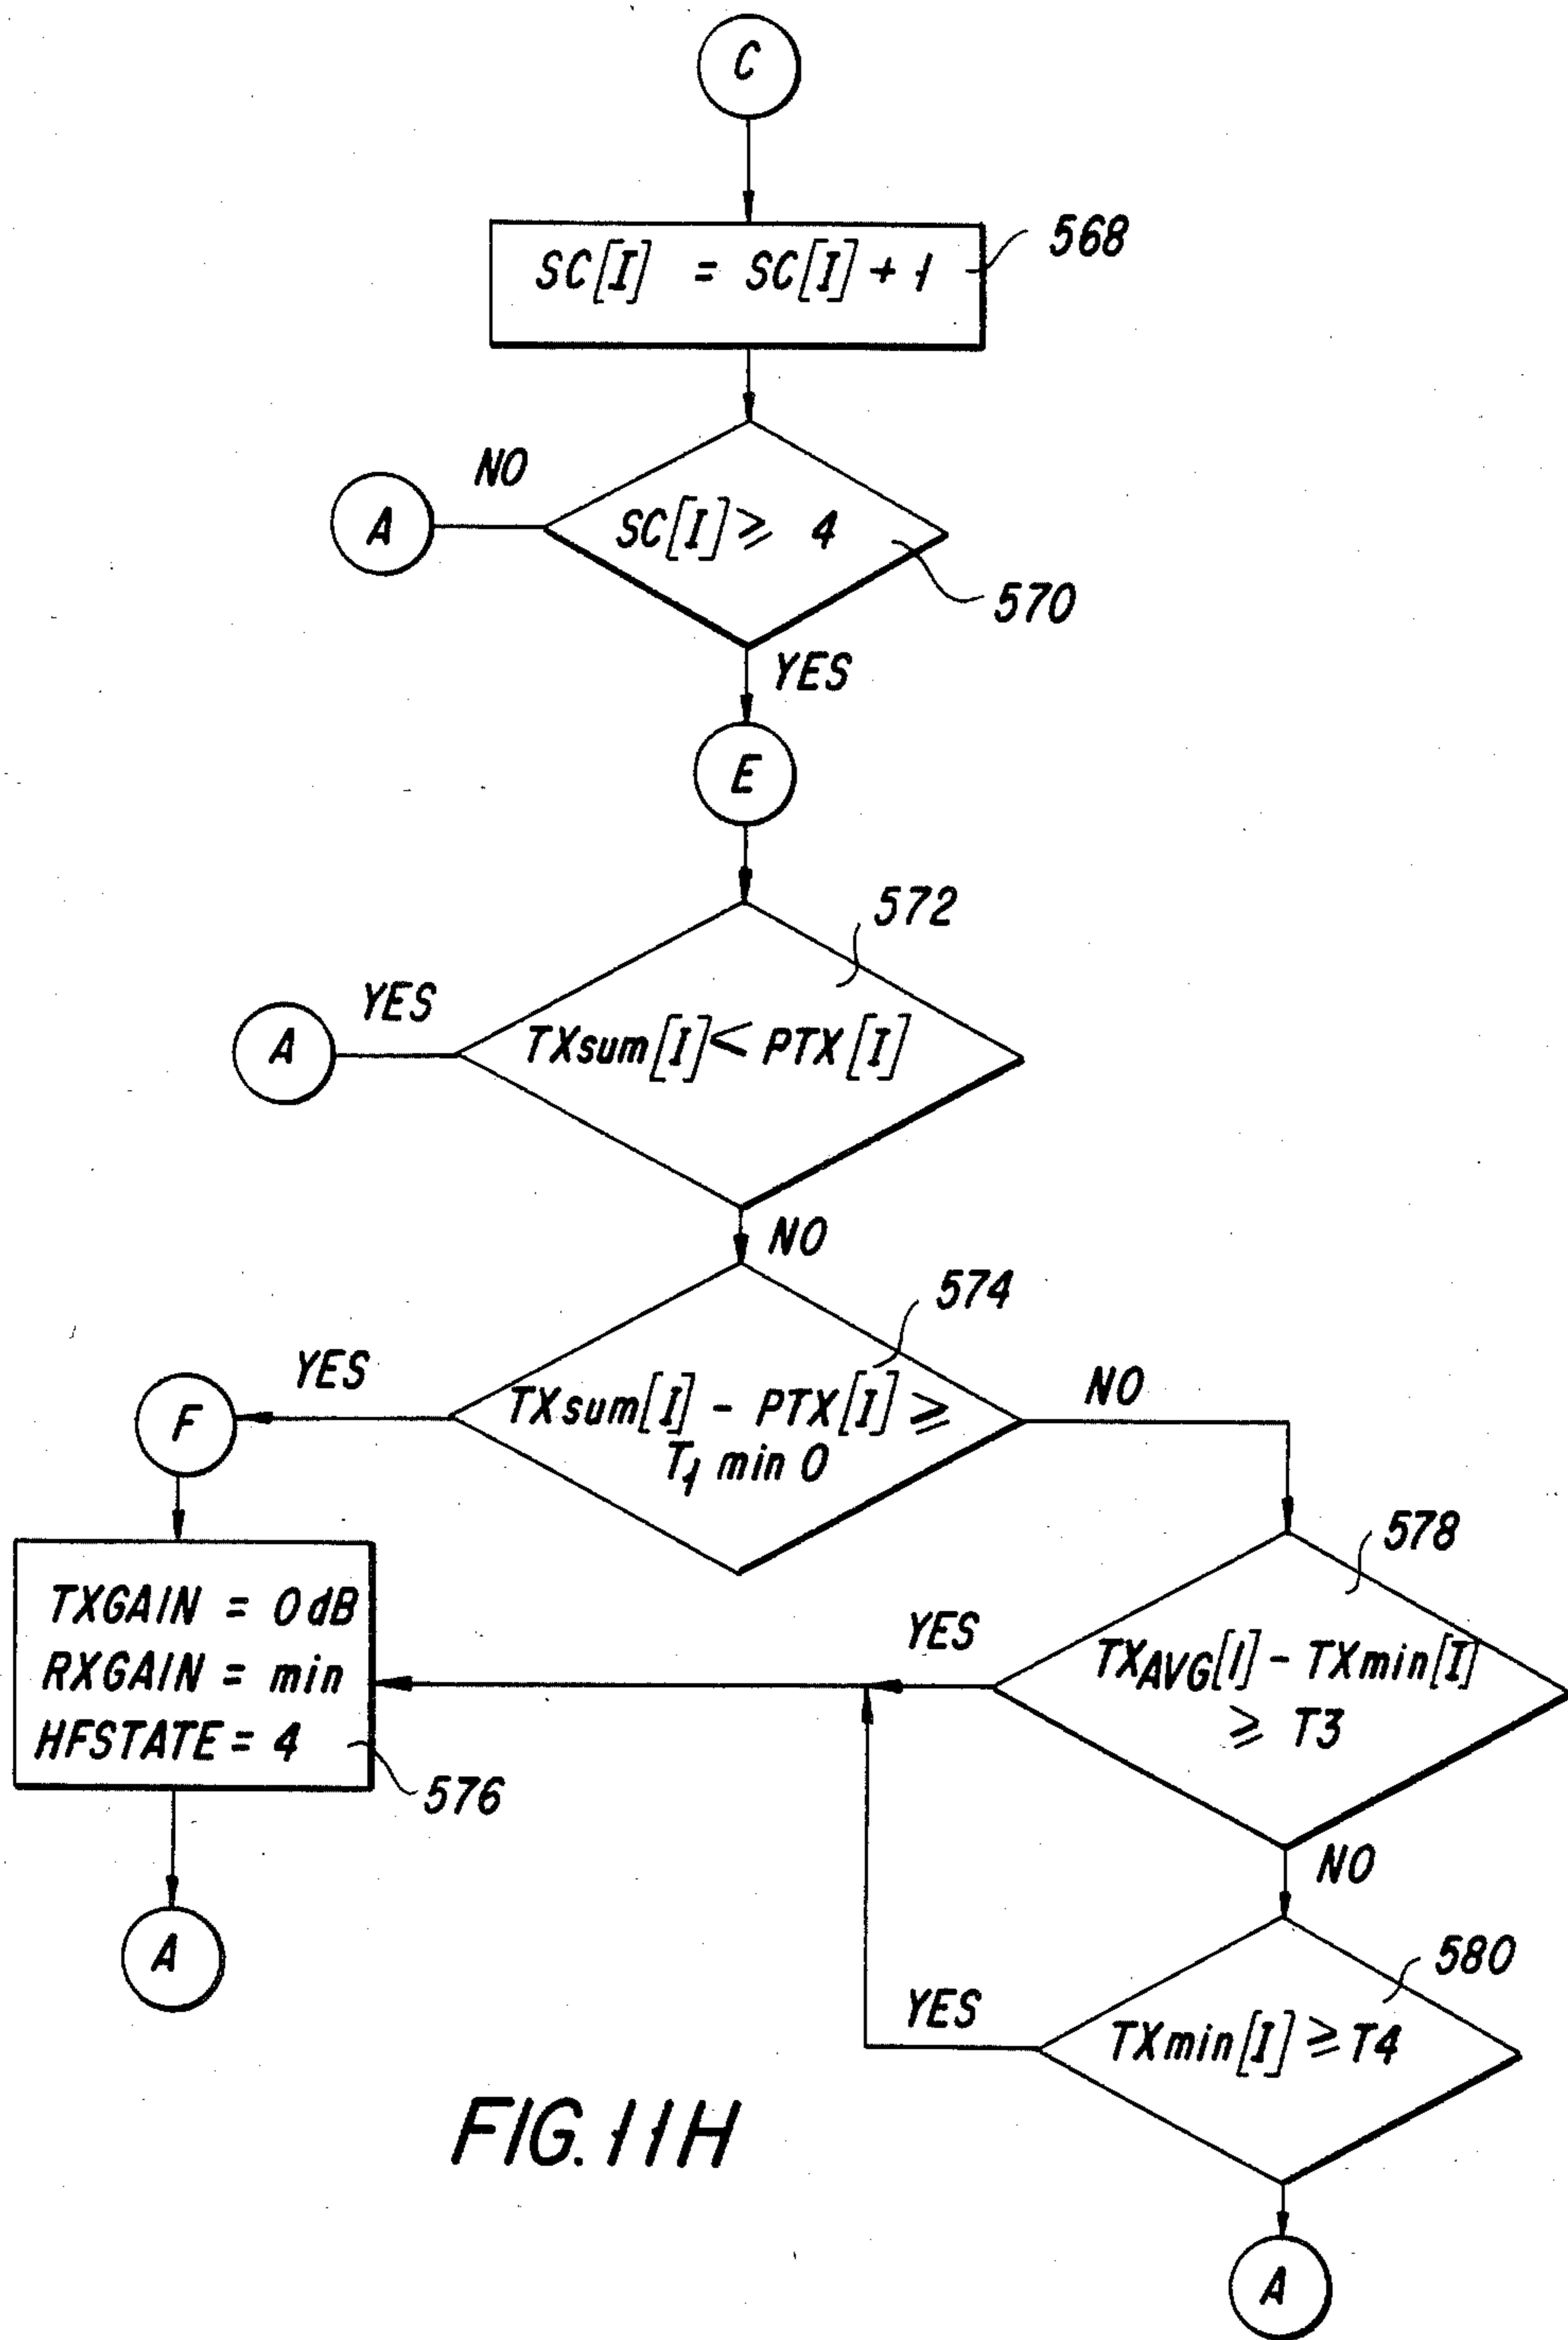 C
SC[I] = SC[I] + 1
568
NO
A
SC[I] ≥ 4
570
YES
E
572
YES
A
TXsum[I] < PTX[I]
NO
574
YES
NO
F
TXsum[I] - PTX[I] ≥
T1 min 0
578
TXGAIN = 0 dB
RXGAIN = min
HFSTATE = 4
576
YES
TXAVG[I] - TXmin[I]
≥ T3
NO
A
580
YES
TXmin[I] ≥ T4
FIG. 11H
A